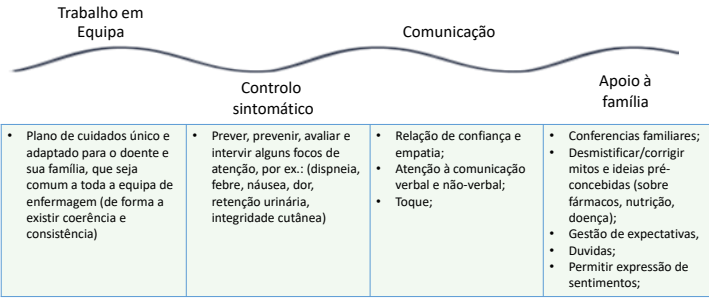 Trabalho em
Equipa
Comunicação
Controlo
sintomático
Apoio à
família
• Plano de cuidados único e
adaptado para o doente e
sua família, que seja
comum a toda a equipa de
enfermagem (de forma a
existir coerência e
consistência)
• Prever, prevenir, avaliar e
intervir alguns focos de
atenção, por ex.: (dispneia,
febre, náusea, dor,
retenção urinária,
integridade cutânea)
• Relação de confiança e
empatia;
• Atenção à comunicação
verbal e não-verbal;
• Toque;
• Conferencias familiares;
• Desmistificar/corrigir
mitos e ideias pré-
concebidas (sobre
fármacos, nutrição,
doença);
• Gestão de expectativas,
• Duvidas;
• Permitir expressão de
sentimentos;